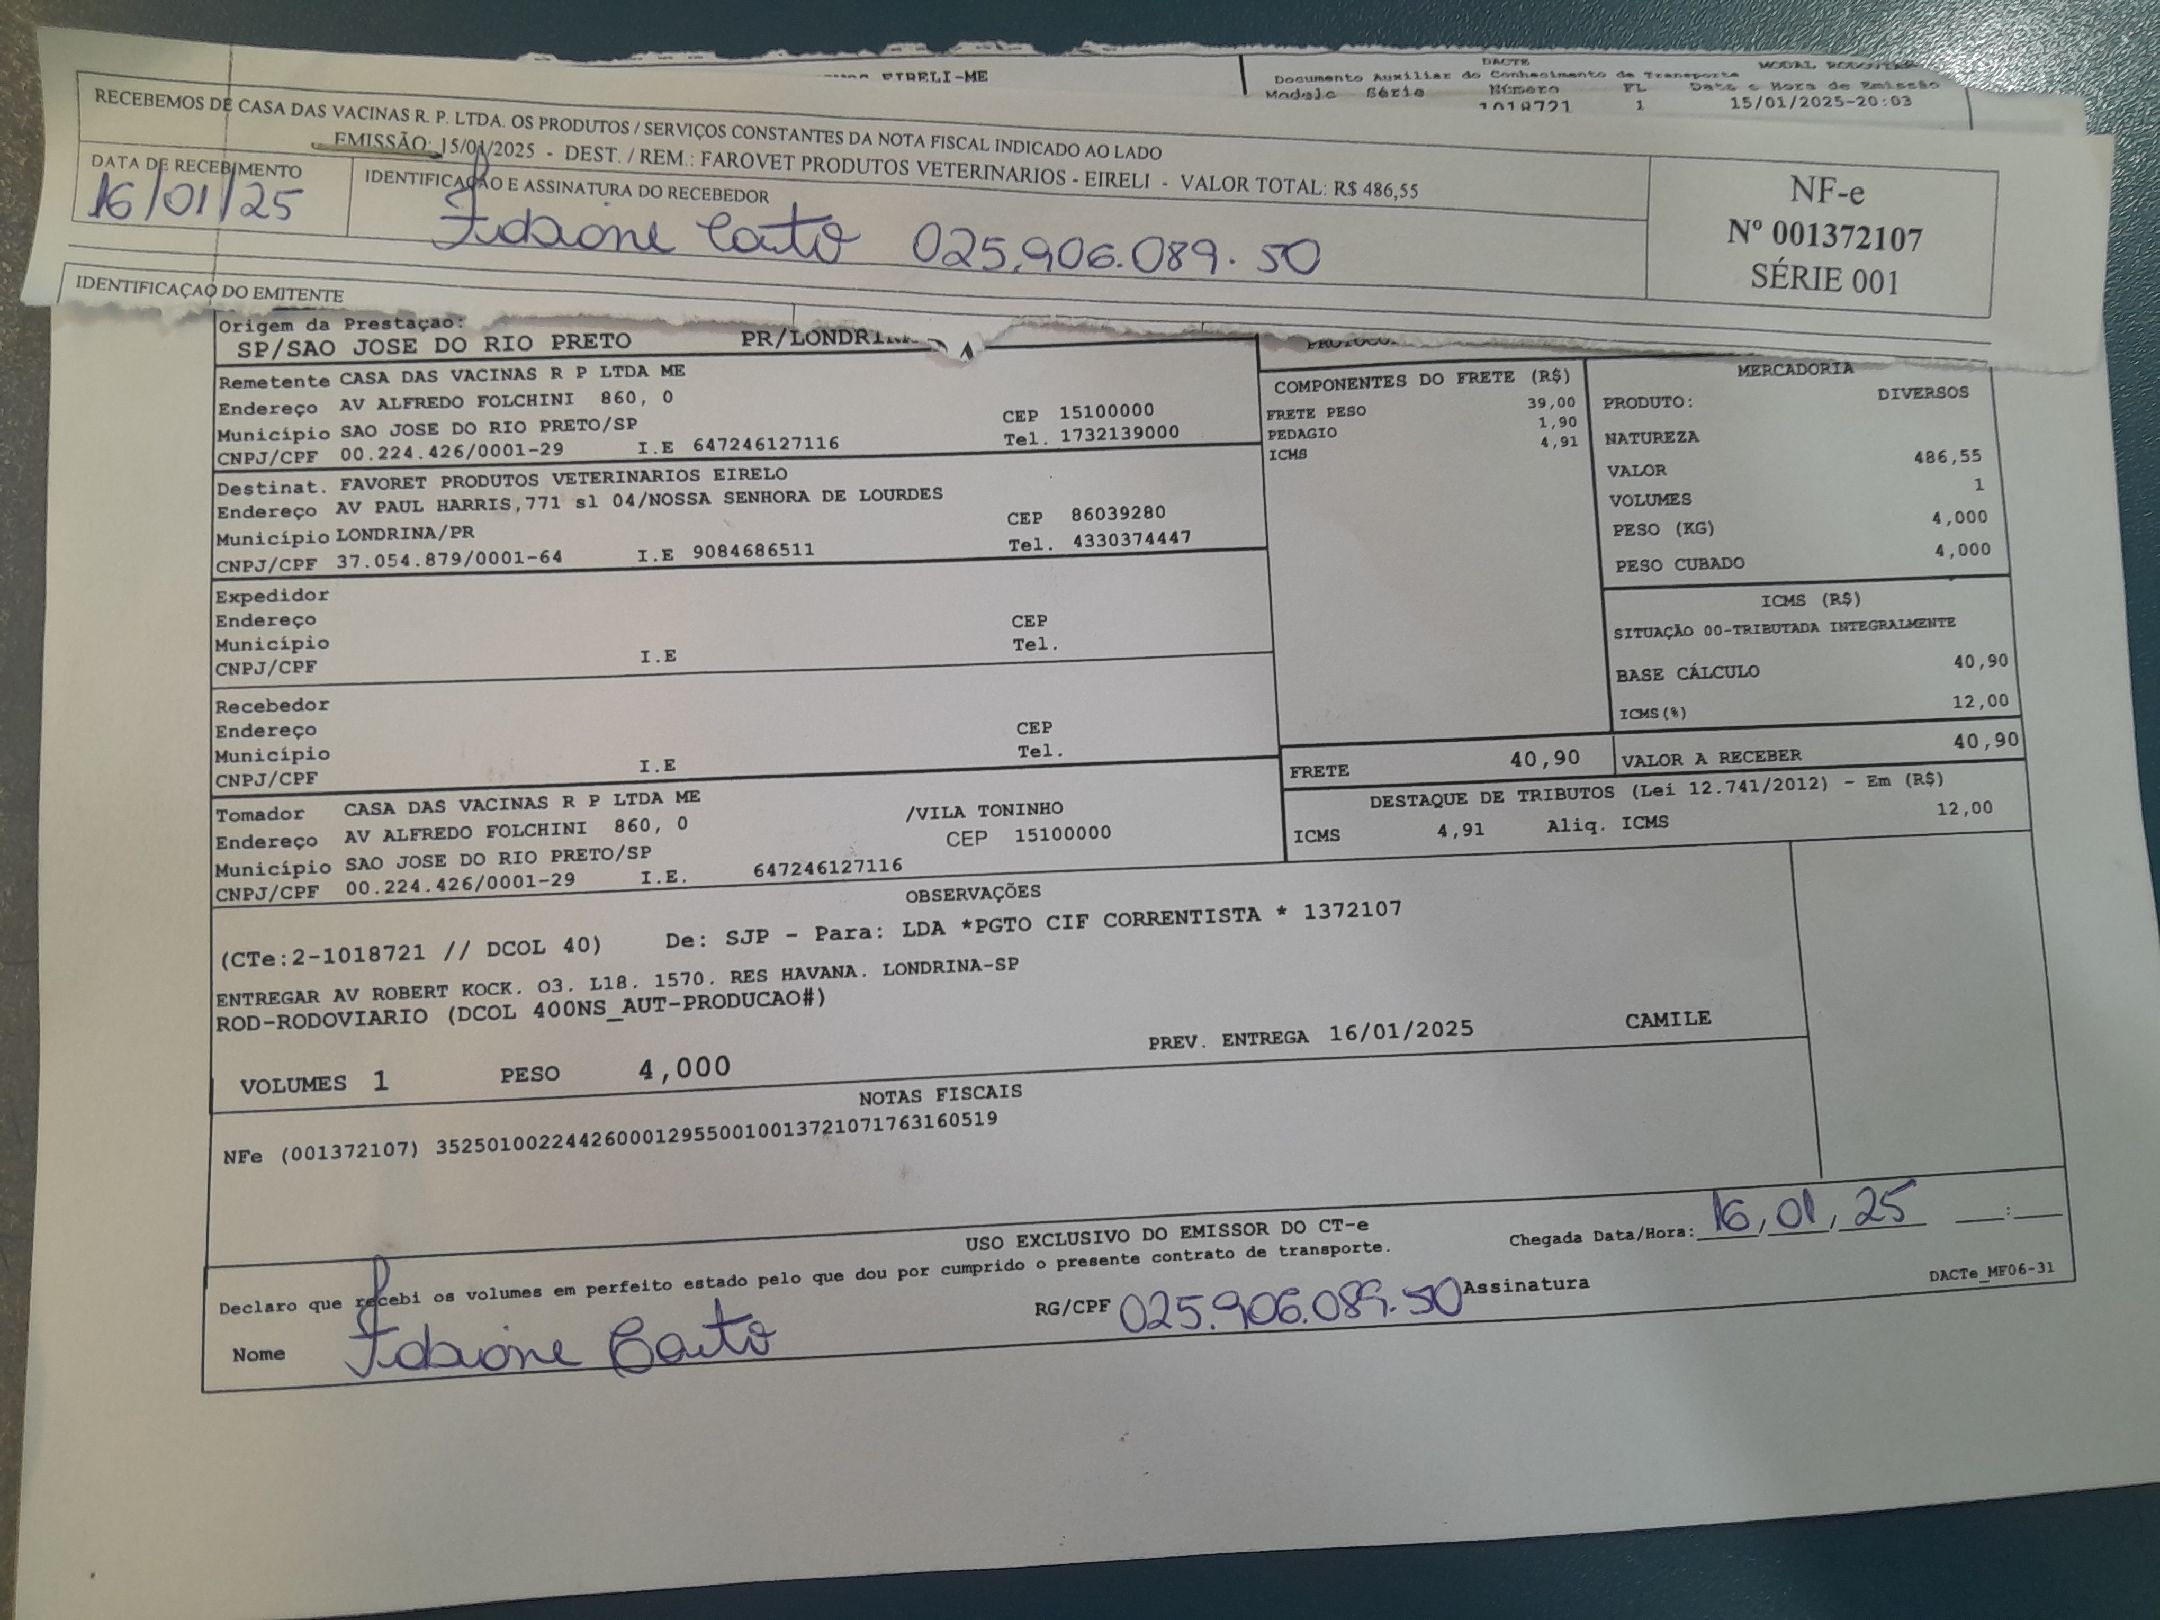 EIRELI-ME
DACTE
Documento Auxiliar do Conhecimento de Transporte
Modelo Série Número FL Data e Hora de Emissão
1018721 1 15/01/2025-20:03
RECEBEMOS DE CASA DAS VACINAS R. P. LTDA. OS PRODUTOS / SERVIÇOS CONSTANTES DA NOTA FISCAL INDICADO AO LADO
EMISSÃO: 15/01/2025 - DEST. / REM.: FAROVET PRODUTOS VETERINARIOS - EIRELI - VALOR TOTAL: R$ 486,55
DATA DE RECEBIMENTO
16/01/25
IDENTIFICAÇÃO E ASSINATURA DO RECEBEDOR
025.906.089.50
NF-e
Nº 001372107
SÉRIE 001
IDENTIFICAÇAO DO EMITENTE
Origem da Prestaçao:
SP/SAO JOSE DO RIO PRETO
Remetente CASA DAS VACINAS R P LTDA ME
Endereço AV ALFREDO FOLCHINI 860, 0
CEP 15100000
Município SAO JOSE DO RIO PRETO/SP
Tel. 1732139000
CNPJ/CPF 00.224.426/0001-29 I.E 647246127116
Destinat. FAVORET PRODUTOS VETERINARIOS EIRELO
Endereço AV PAUL HARRIS,771 sl 04/NOSSA SENHORA DE LOURDES
CEP 86039280
Município LONDRINA/PR
Tel. 4330374447
CNPJ/CPF 37.054.879/0001-64 I.E 9084686511
Expedidor
Endereço CEP
Município Tel.
CNPJ/CPF I.E
Recebedor
Endereço CEP
Município Tel.
CNPJ/CPF I.E
Tomador CASA DAS VACINAS R P LTDA ME
Endereço AV ALFREDO FOLCHINI 860, 0 /VILA TONINHO
Município SAO JOSE DO RIO PRETO/SP CEP 15100000
CNPJ/CPF 00.224.426/0001-29 I.E. 647246127116
COMPONENTES DO FRETE (R$)
FRETE PESO 39,00
PEDAGIO 1,90
ICMS 4,91
MERCADORIA
PRODUTO: DIVERSOS
NATUREZA
VALOR 486,55
VOLUMES 1
PESO (KG) 4,000
PESO CUBADO 4,000
ICMS (R$)
SITUAÇÃO 00-TRIBUTADA INTEGRALMENTE
BASE CÁLCULO 40,90
ICMS(%) 12,00
FRETE 40,90
VALOR A RECEBER 40,90
DESTAQUE DE TRIBUTOS (Lei 12.741/2012) - Em (R$)
ICMS 4,91 Aliq. ICMS 12,00
OBSERVAÇÕES
(CTe:2-1018721 // DCOL 40) De: SJP - Para: LDA *PGTO CIF CORRENTISTA * 1372107
ENTREGAR AV ROBERT KOCK. O3. L18. 1570. RES HAVANA. LONDRINA-SP
ROD-RODOVIARIO (DCOL 400NS_AUT-PRODUCAO#)
PREV. ENTREGA 16/01/2025 CAMILE
VOLUMES 1 PESO 4,000
NOTAS FISCAIS
NFe (001372107) 35250100224426000129550010013721071763160519
USO EXCLUSIVO DO EMISSOR DO CT-e
Declaro que recebi os volumes em perfeito estado pelo que dou por cumprido o presente contrato de transporte.
Chegada Data/Hora: 16,01,25 __:__
Nome
RG/CPF 025.906.089.50 Assinatura
DACTe_MF06-31